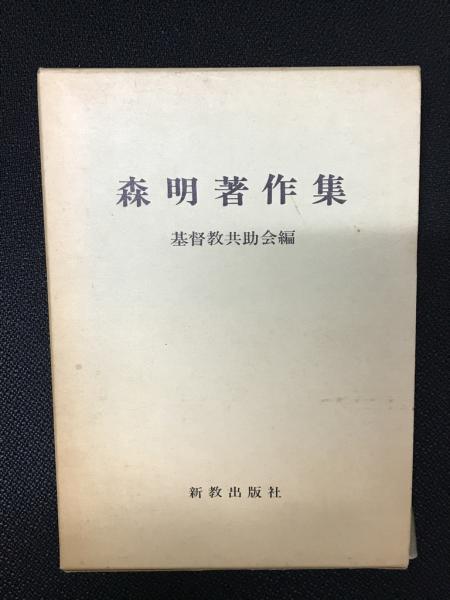 森明著作集
基督教共助会編
新教出版社